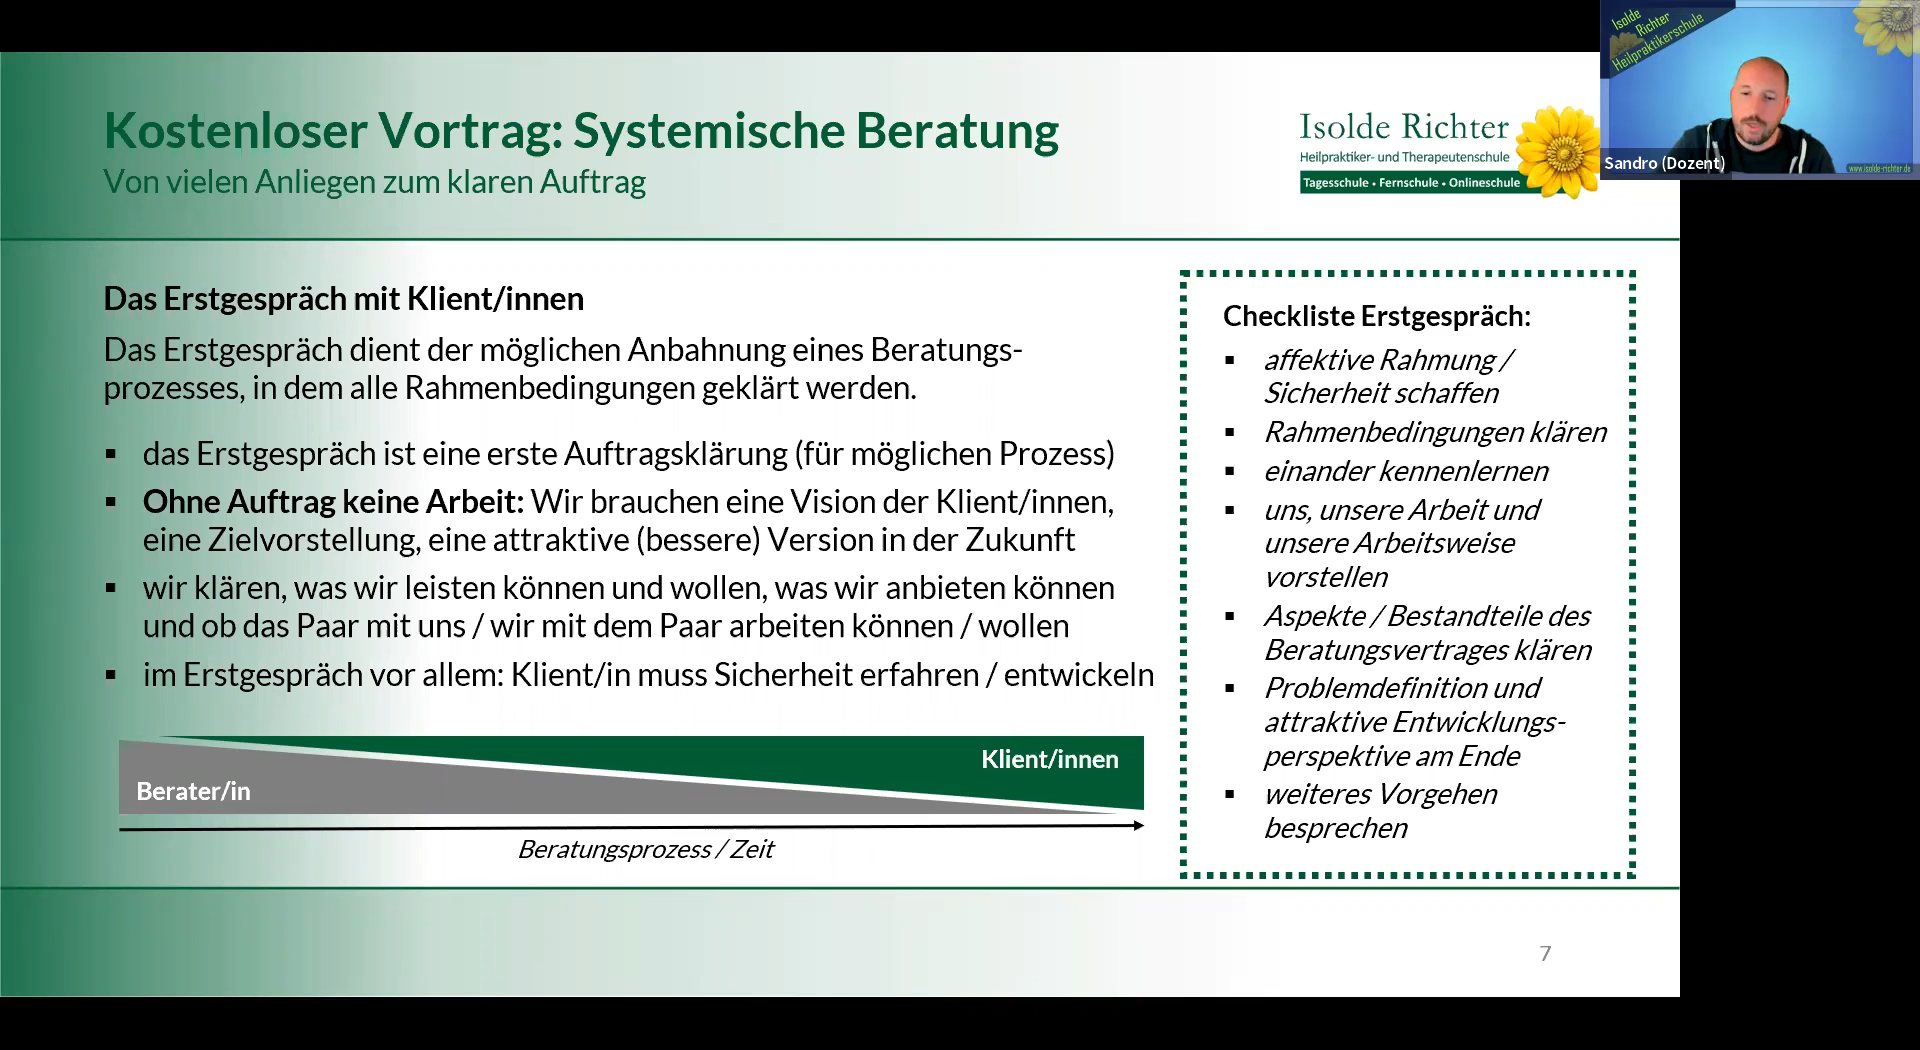 Kostenloser Vortrag: Systemische Beratung
Von vielen Anliegen zum klaren Auftrag
Isolde Richter
Heilpraktiker- und Therapeutenschule
Tagesschule • Fernschule • Onlineschule
Isolde
Richter
Heilpraktikerschule
Sandro (Dozent)
www.isolde-richter.de
Das Erstgespräch mit Klient/innen
Das Erstgespräch dient der möglichen Anbahnung eines Beratungs-
prozesses, in dem alle Rahmenbedingungen geklärt werden.
▪ das Erstgespräch ist eine erste Auftragsklärung (für möglichen Prozess)
▪ Ohne Auftrag keine Arbeit: Wir brauchen eine Vision der Klient/innen,
eine Zielvorstellung, eine attraktive (bessere) Version in der Zukunft
▪ wir klären, was wir leisten können und wollen, was wir anbieten können
und ob das Paar mit uns / wir mit dem Paar arbeiten können / wollen
▪ im Erstgespräch vor allem: Klient/in muss Sicherheit erfahren / entwickeln
Klient/innen
Berater/in
Beratungsprozess / Zeit
Checkliste Erstgespräch:
▪ affektive Rahmung /
Sicherheit schaffen
▪ Rahmenbedingungen klären
▪ einander kennenlernen
▪ uns, unsere Arbeit und
unsere Arbeitsweise
vorstellen
▪ Aspekte / Bestandteile des
Beratungsvertrages klären
▪ Problemdefinition und
attraktive Entwicklungs-
perspektive am Ende
▪ weiteres Vorgehen
besprechen
7